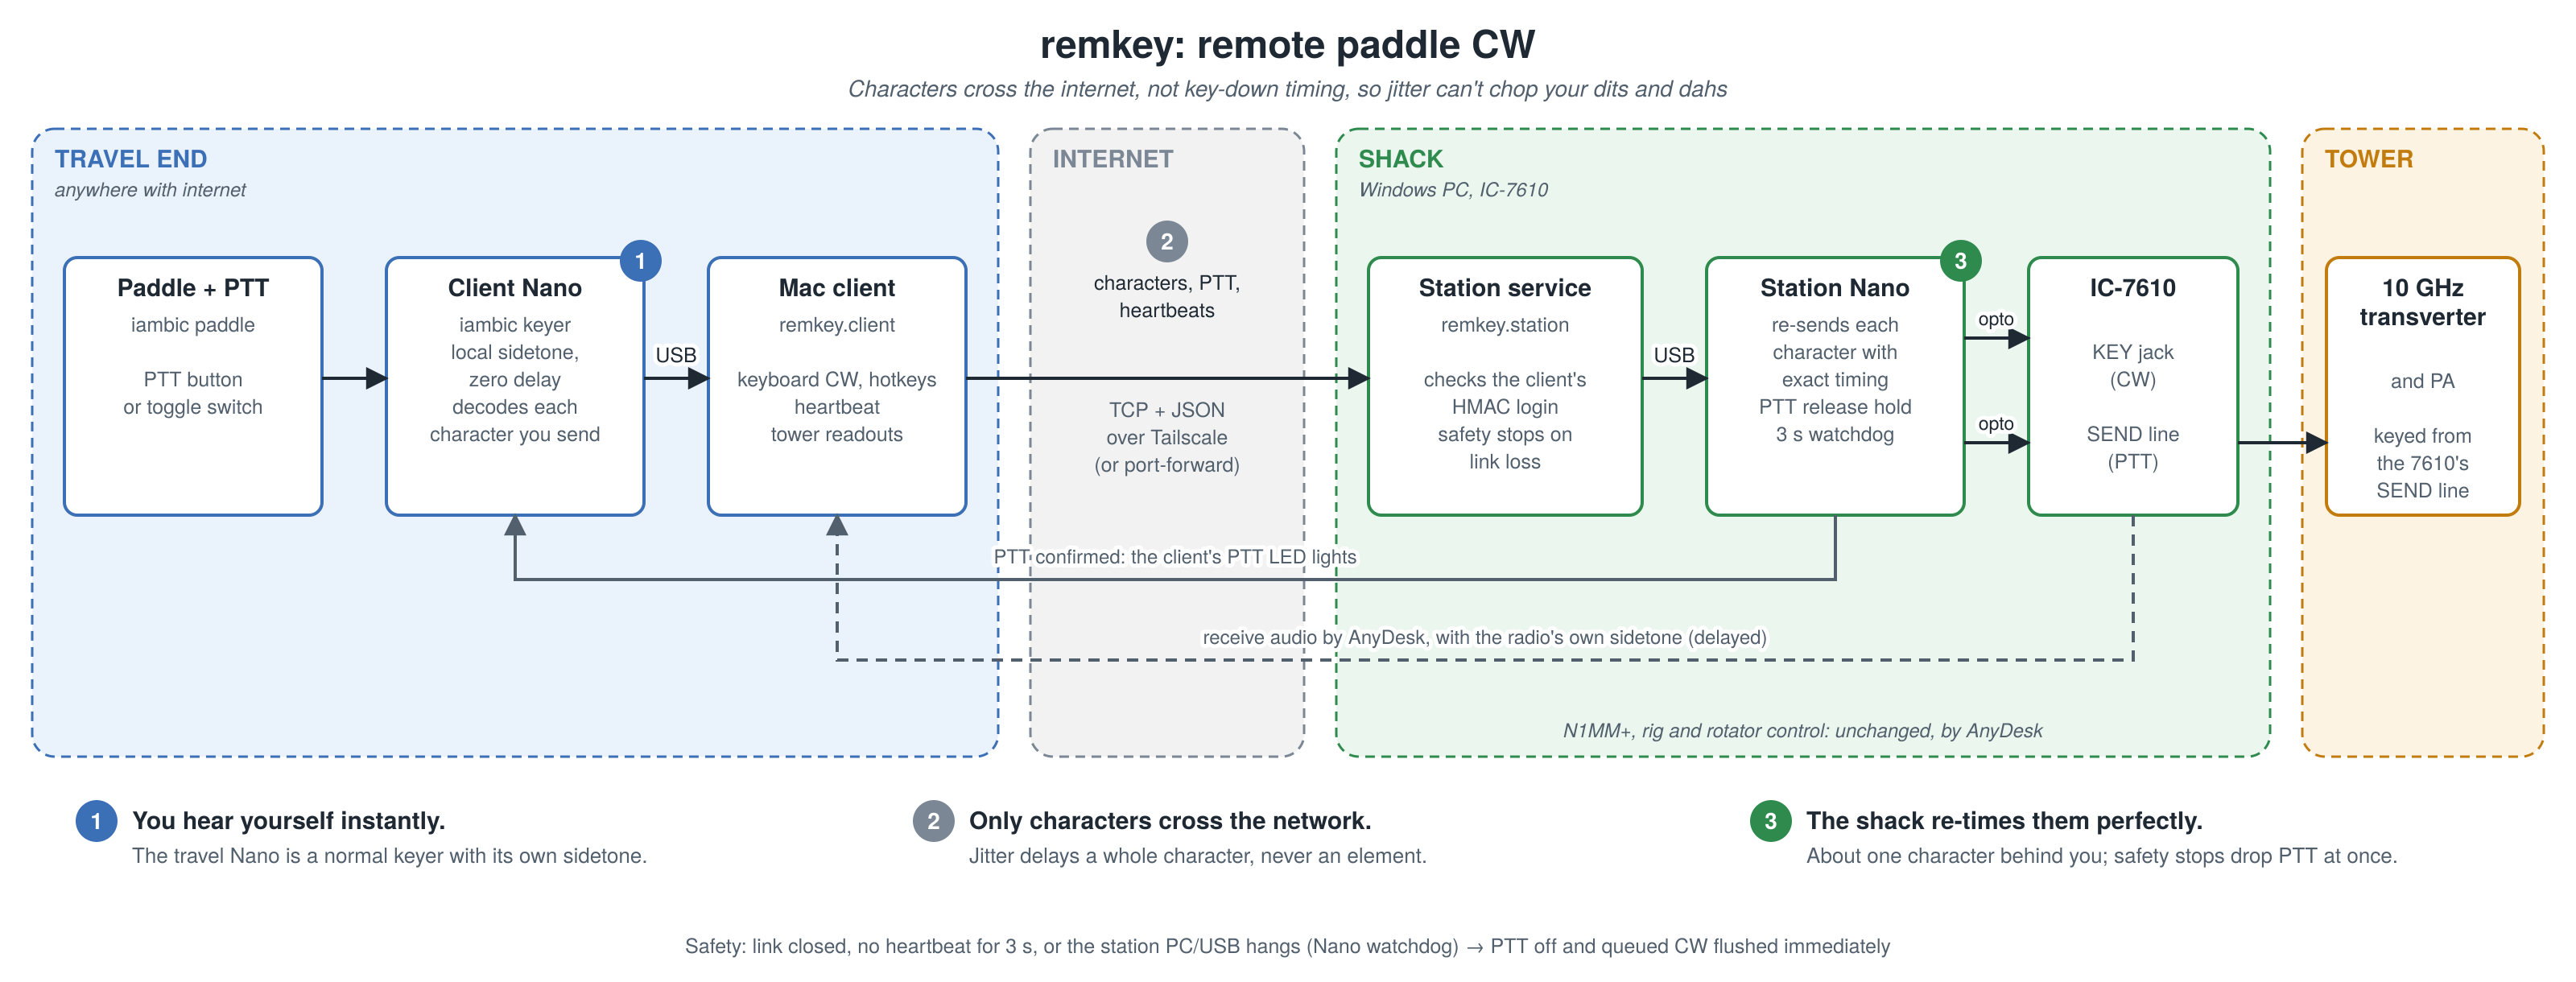 remkey: remote paddle CW
Characters cross the internet, not key-down timing, so jitter can't chop your dits and dahs
TRAVEL END
anywhere with internet
Paddle + PTT
iambic paddle
PTT button
or toggle switch
1
Client Nano
iambic keyer
local sidetone,
zero delay
decodes each
character you send
USB
Mac client
remkey.client
keyboard CW, hotkeys
heartbeat
tower readouts
INTERNET
2
characters, PTT,
heartbeats
TCP + JSON
over Tailscale
(or port-forward)
SHACK
Windows PC, IC-7610
Station service
remkey.station
checks the client's
HMAC login
safety stops on
link loss
USB
3
Station Nano
re-sends each
character with
exact timing
PTT release hold
3 s watchdog
opto
opto
IC-7610
KEY jack
(CW)
SEND line
(PTT)
TOWER
10 GHz
transverter
and PA
keyed from
the 7610's
SEND line
PTT confirmed: the client's PTT LED lights
receive audio by AnyDesk, with the radio's own sidetone (delayed)
N1MM+, rig and rotator control: unchanged, by AnyDesk
1 You hear yourself instantly.
The travel Nano is a normal keyer with its own sidetone.
2 Only characters cross the network.
Jitter delays a whole character, never an element.
3 The shack re-times them perfectly.
About one character behind you; safety stops drop PTT at once.
Safety: link closed, no heartbeat for 3 s, or the station PC/USB hangs (Nano watchdog) → PTT off and queued CW flushed immediately